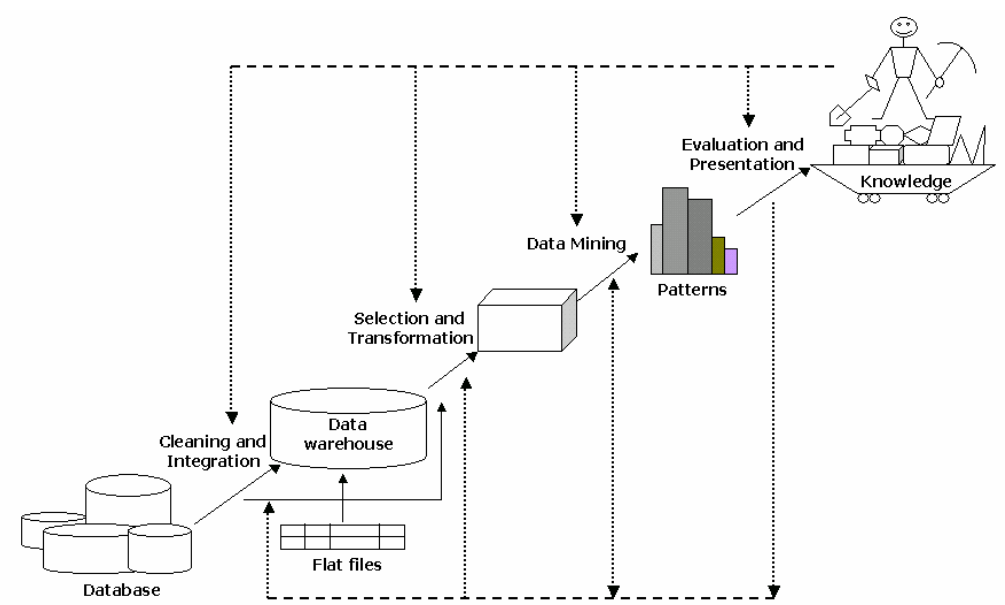 Evaluation and
Presentation
Knowledge
Data Mining
Patterns
Selection and
Transformation
Data
warehouse
Cleaning and
Integration
Flat files
Database